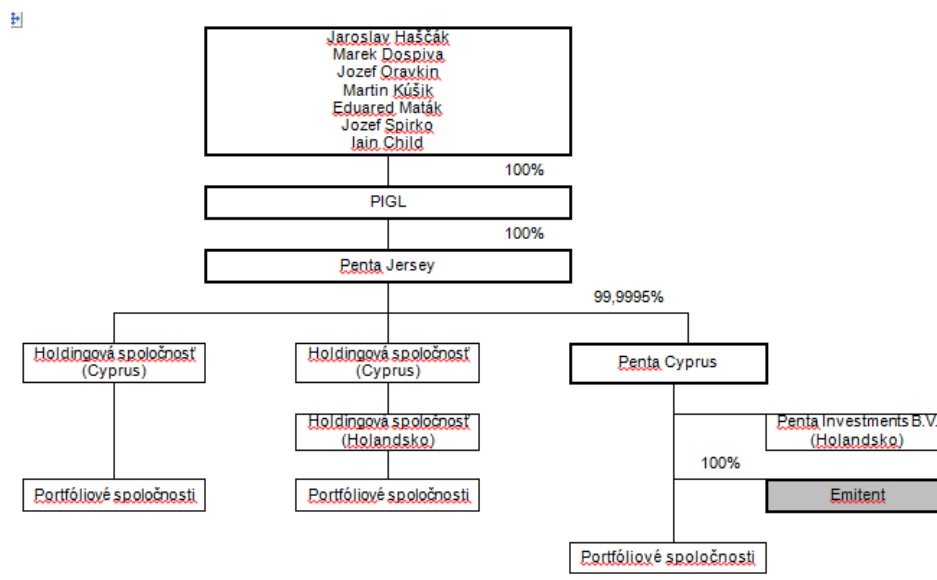 Jaroslav Haščák
Marek Dospiva
Jozef Oravkin
Martin Kúšik
Eduared Maták
Jozef Spirko
Iain Child
100%
PIGL
100%
Penta Jersey
99,9995%
Holdingová spoločnosť
(Cyprus)
Holdingová spoločnosť
(Cyprus)
Penta Cyprus
Holdingová spoločnosť
(Holandsko)
Penta Investments B.V.
(Holandsko)
100%
Portfóliové spoločnosti
Portfóliové spoločnosti
Emitent
Portfóliové spoločnosti